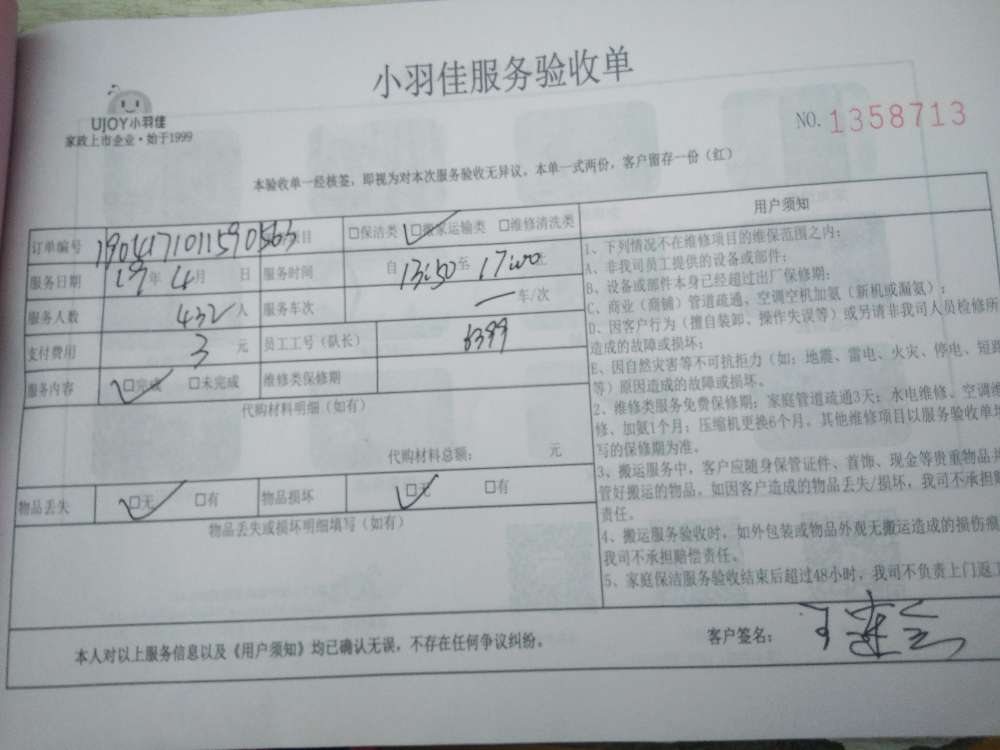 小羽佳服务验收单
UJOY小羽佳
家政上市企业·始于1999
NO. 1358713
本验收单一经核签，即视为对本次服务验收无异议。本单一式两份，客户留存一份（红）
订单编号 1904171011590563 项目 □保洁类 □搬家运输类 □维修清洗类
服务日期 19年 4月 日 服务时间 自 13:50 至 17:00
服务人数 432 人 服务车次 一 车/次
支付费用 3 元 员工工号（队长） 6399
服务内容 □完成 □未完成 维修类保修期
代购材料明细（如有）
代购材料总额： 元
物品丢失 □无 □有 物品损坏 □无 □有
物品丢失或损坏明细填写（如有）
用户须知
1、下列情况不在维修项目的维保范围之内：
A、非我司员工提供的设备或部件；
B、设备或部件本身已经超过出厂保修期；
C、商业（商铺）管道疏通，空调空机加氨（新机或漏氨）；
D、因客户行为（擅自装卸、操作失误等）或另请非我司人员检修所
造成的故障或损坏；
E、因自然灾害等不可抗拒力（如：地震、雷电、火灾、停电、短路
等）原因造成的故障或损坏。
2、维修类服务免费保修期：家庭管道疏通3天；水电维修、空调维
修、加氨1个月；压缩机更换6个月。其他维修项目以服务验收单填
写的保修期为准。
3、搬运服务中，客户应随身保管证件、首饰、现金等贵重物品并
管好搬运的物品。如因客户造成的物品丢失/损坏，我司不承担赔
责任。
4、搬运服务验收时，如外包装或物品外观无搬运造成的损伤痕
我司不承担赔偿责任。
5、家庭保洁服务验收结束后超过48小时，我司不负责上门返工
本人对以上服务信息以及《用户须知》均已确认无误，不存在任何争议纠纷。
客户签名：